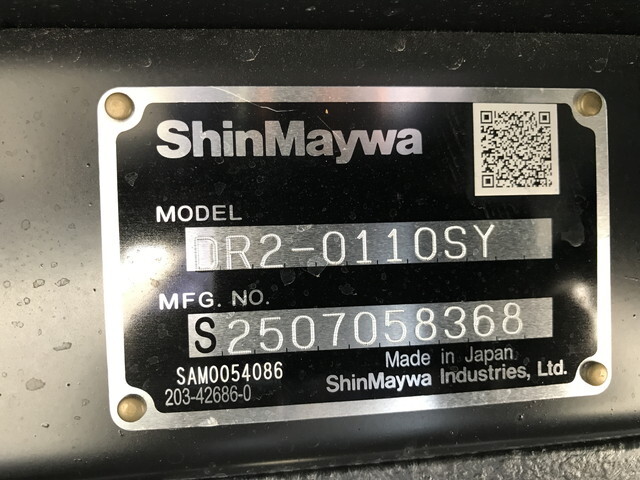 ShinMaywa
MODEL
DR2-0110SY
MFG. NO.
S2507058368
SAM0054086
Made in Japan
203-42686-0
ShinMaywa Industries, Ltd.